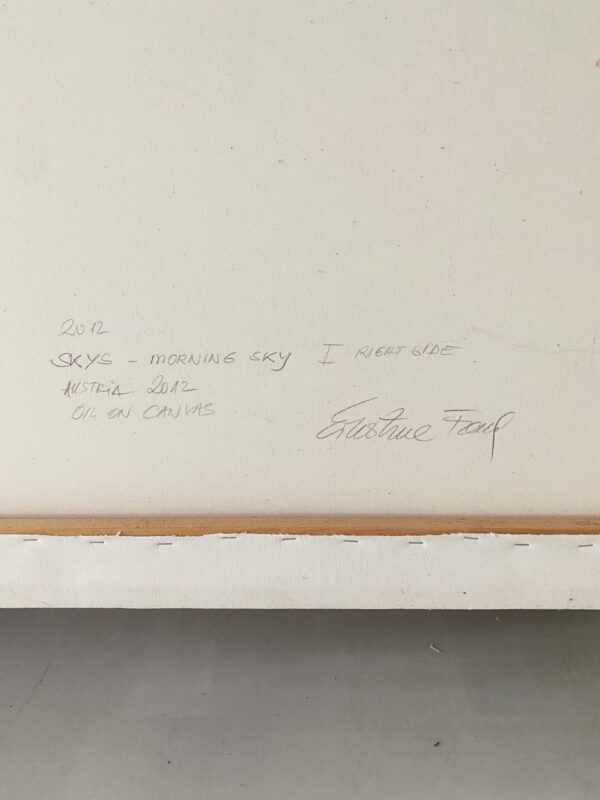 2012
SKYS - MORNING SKY I RIGHT SIDE
AUSTRIA 2012
OIL ON CANVAS